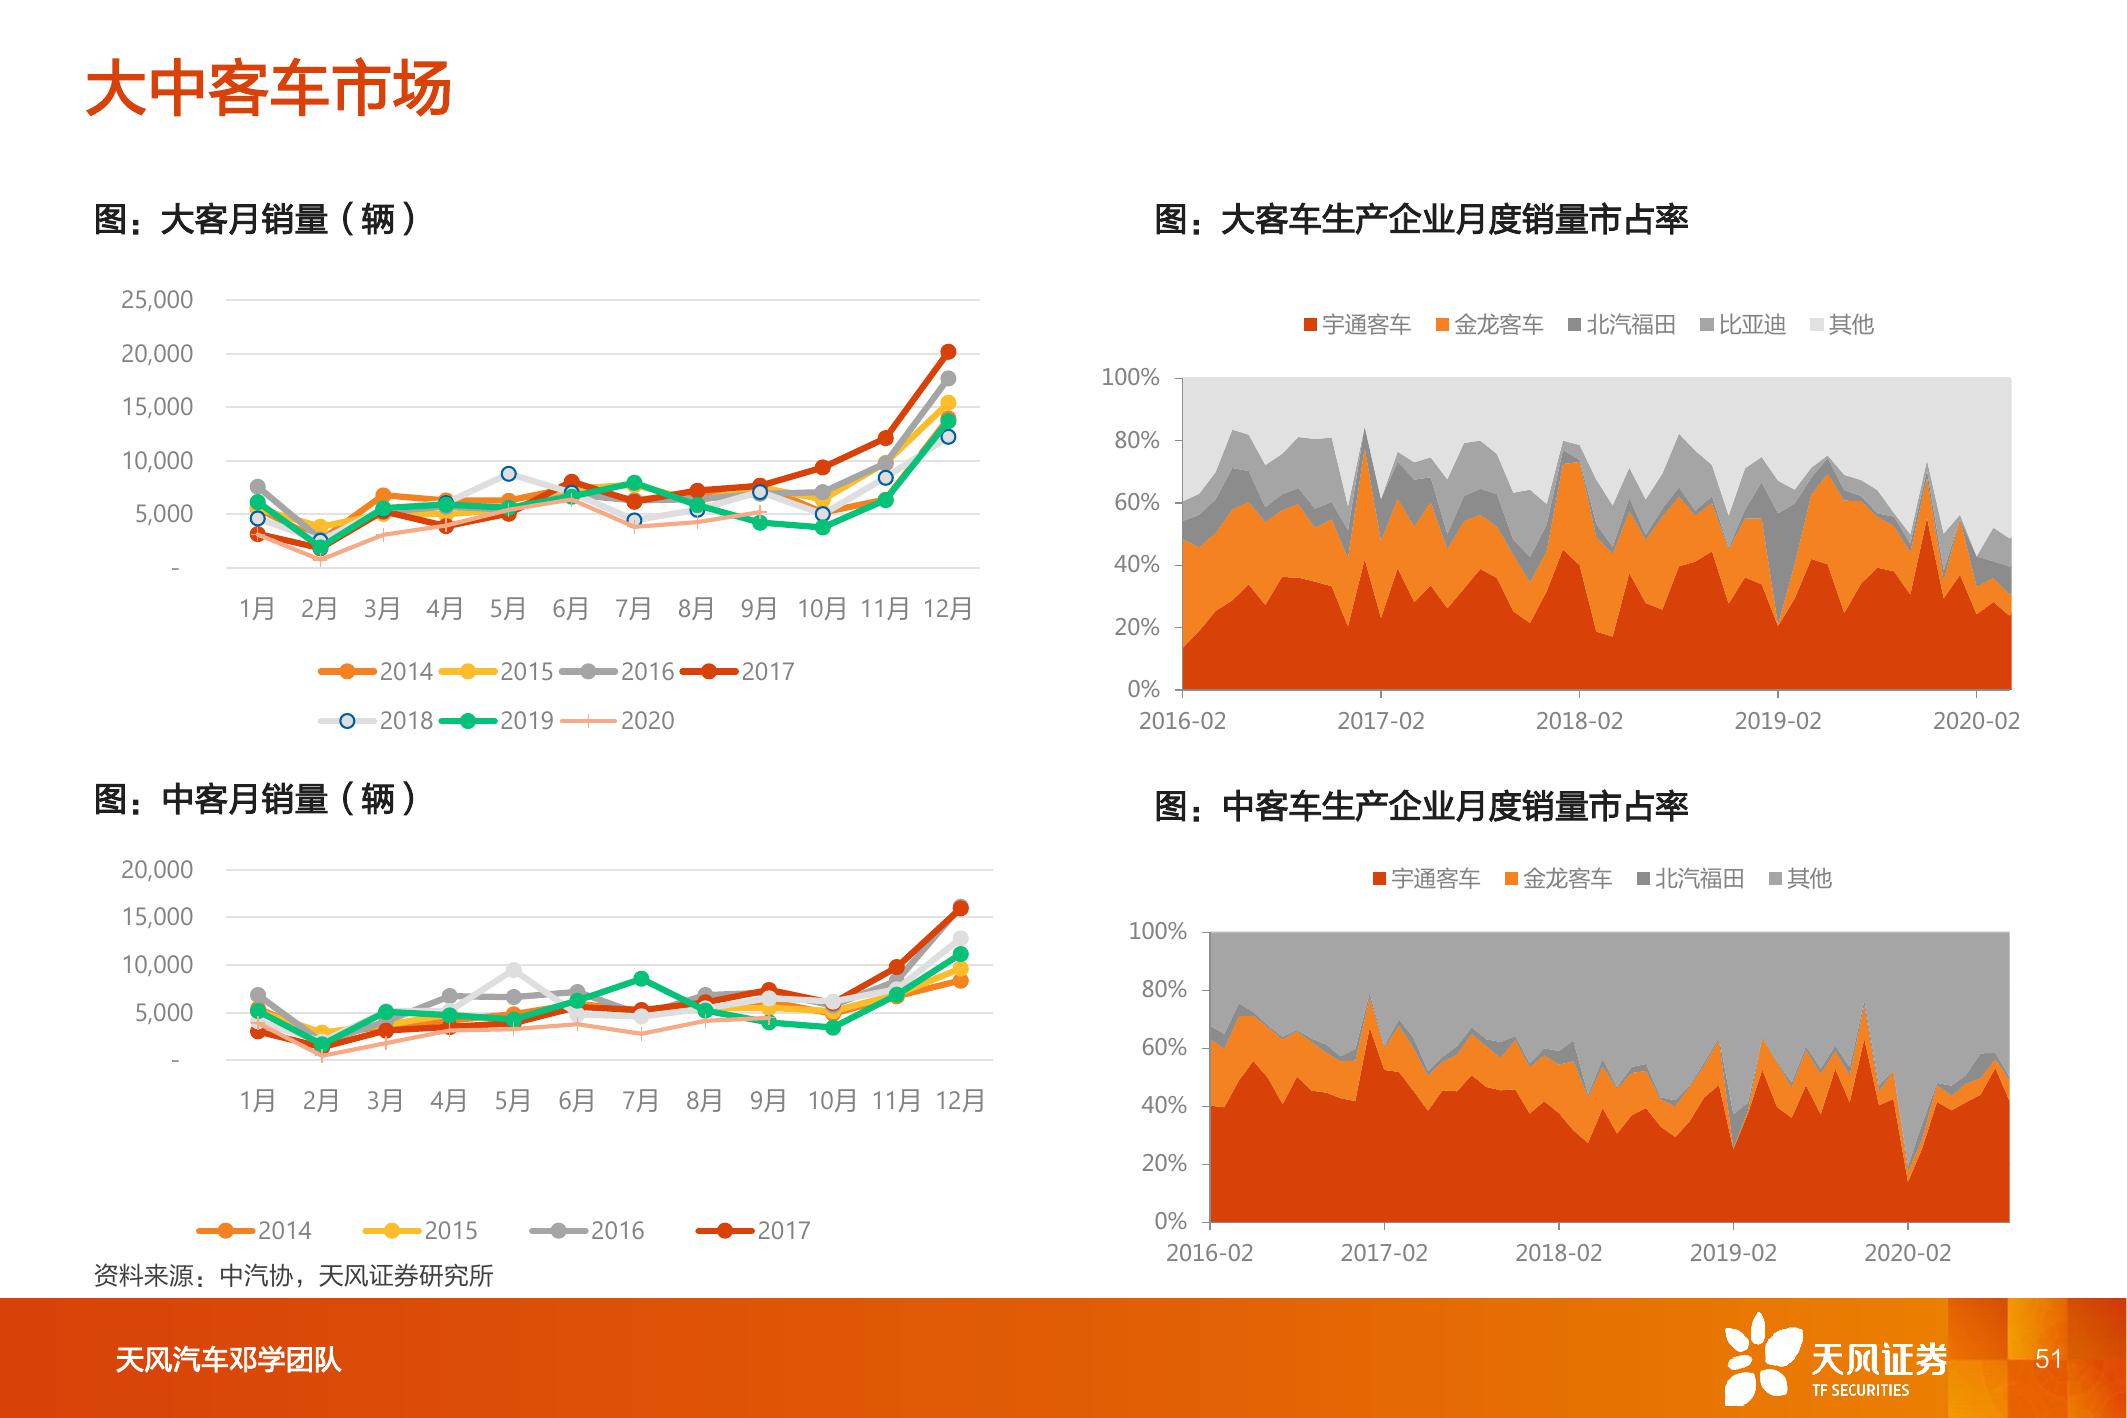 大中客车市场
图：大客月销量（辆）
25,000
20,000
15,000
10,000
5,000
-
1月 2月 3月 4月 5月 6月 7月 8月 9月 10月 11月 12月
2014 2015 2016 2017
2018 2019 2020
图：大客车生产企业月度销量市占率
宇通客车 金龙客车 北汽福田 比亚迪 其他
100%
80%
60%
40%
20%
0%
2016-02 2017-02 2018-02 2019-02 2020-02
图：中客月销量（辆）
20,000
15,000
10,000
5,000
-
1月 2月 3月 4月 5月 6月 7月 8月 9月 10月 11月 12月
2014 2015 2016 2017
图：中客车生产企业月度销量市占率
宇通客车 金龙客车 北汽福田 其他
100%
80%
60%
40%
20%
0%
2016-02 2017-02 2018-02 2019-02 2020-02
资料来源：中汽协，天风证券研究所
天风汽车邓学团队
天风证券
TF SECURITIES
51